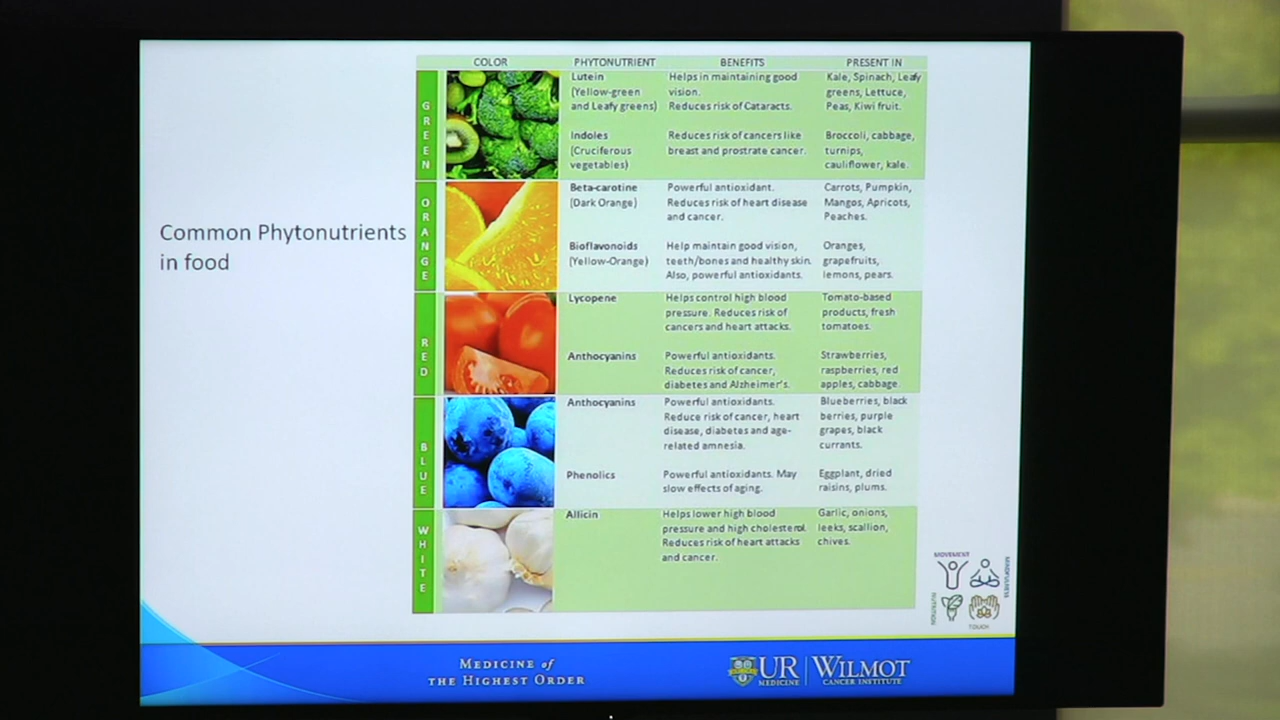 Common Phytonutrients
in food
COLOR PHYTONUTRIENT BENEFITS PRESENT IN
GREEN
Lutein
(Yellow-green
and Leafy greens)
Helps in maintaining good
vision.
Reduces risk of Cataracts.
Kale, Spinach, Leafy
greens, Lettuce,
Peas, Kiwi fruit.
Indoles
(Cruciferous
vegetables)
Reduces risk of cancers like
breast and prostrate cancer.
Broccoli, cabbage,
turnips,
cauliflower, kale.
ORANGE
Beta-carotine
(Dark Orange)
Powerful antioxidant.
Reduces risk of heart disease
and cancer.
Carrots, Pumpkin,
Mangos, Apricots,
Peaches.
Bioflavonoids
(Yellow-Orange)
Help maintain good vision,
teeth/bones and healthy skin.
Also, powerful antioxidants.
Oranges,
grapefruits,
lemons, pears.
RED
Lycopene
Helps control high blood
pressure. Reduces risk of
cancers and heart attacks.
Tomato-based
products, fresh
tomatoes.
Anthocyanins
Powerful antioxidants.
Reduces risk of cancer,
diabetes and Alzheimer's.
Strawberries,
raspberries, red
apples, cabbage.
BLUE
Anthocyanins
Powerful antioxidants.
Reduce risk of cancer, heart
disease, diabetes and age-
related amnesia.
Blueberries, black
berries, purple
grapes, black
currants.
Phenolics
Powerful antioxidants. May
slow effects of aging.
Eggplant, dried
raisins, plums.
WHITE
Allicin
Helps lower high blood
pressure and high cholesterol.
Reduces risk of heart attacks
and cancer.
Garlic, onions,
leeks, scallion,
chives.
MOVEMENT
MINDFULNESS
NUTRITION
TOUCH
MEDICINE of
THE HIGHEST ORDER
UR
MEDICINE
WILMOT
CANCER INSTITUTE